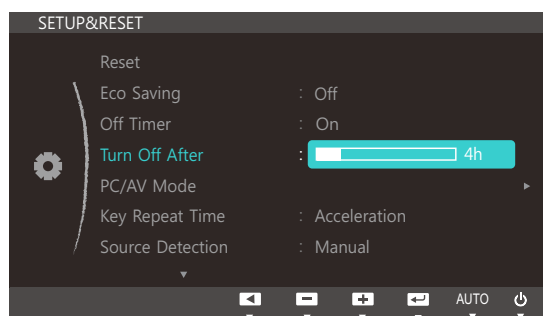 SETUP&RESET
Reset
Eco Saving : Off
Off Timer : On
Turn Off After : 4h
PC/AV Mode
Key Repeat Time : Acceleration
Source Detection : Manual
AUTO